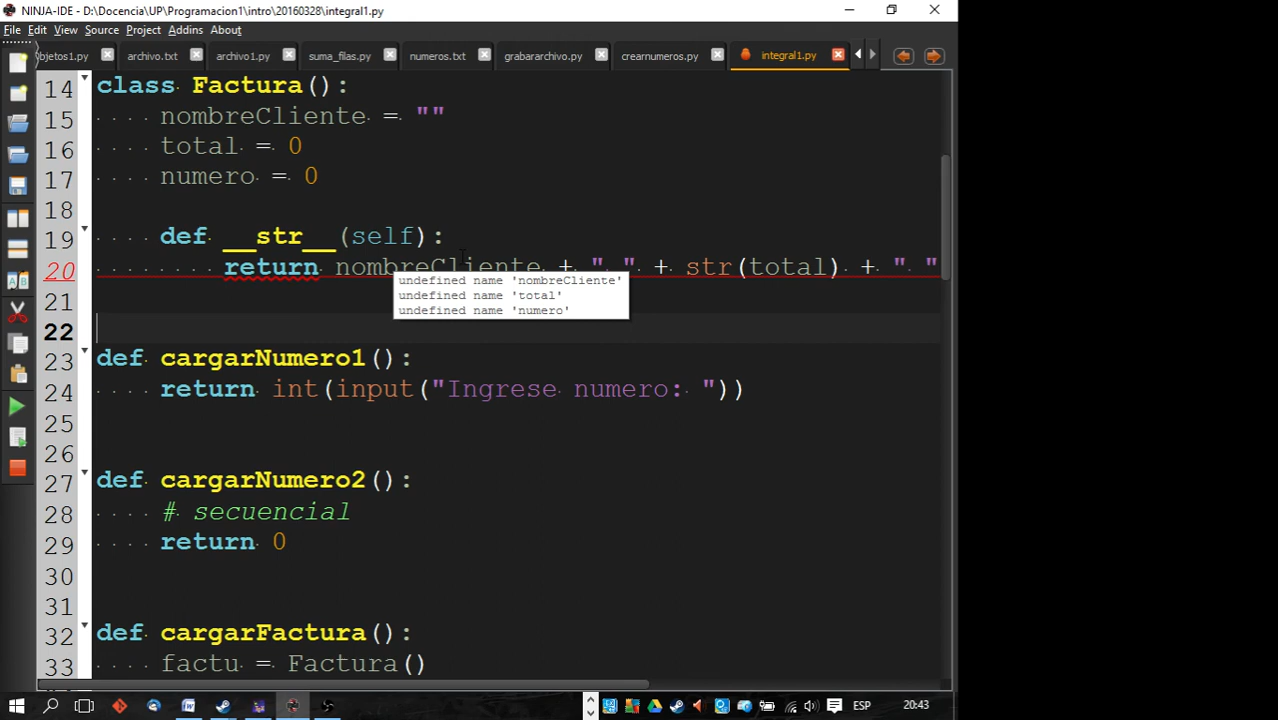 NINJA-IDE - D:\Docencia\UP\Programacion1\intro\20160328\integral1.py
File Edit View Source Project Addins About
bjetos1.py archivo.txt archivo1.py suma_filas.py numeros.txt grabararchivo.py crearnumeros.py integral1.py
14 class Factura():
15 nombreCliente = ""
16 total = 0
17 numero = 0
18
19 def __str__(self):
20 return nombreCliente + " " + str(total) + " "
undefined name 'nombreCliente'
undefined name 'total'
undefined name 'numero'
21
22
23 def cargarNumero1():
24 return int(input("Ingrese numero: "))
25
26
27 def cargarNumero2():
28 # secuencial
29 return 0
30
31
32 def cargarFactura():
33 factu = Factura()
ESP 20:43